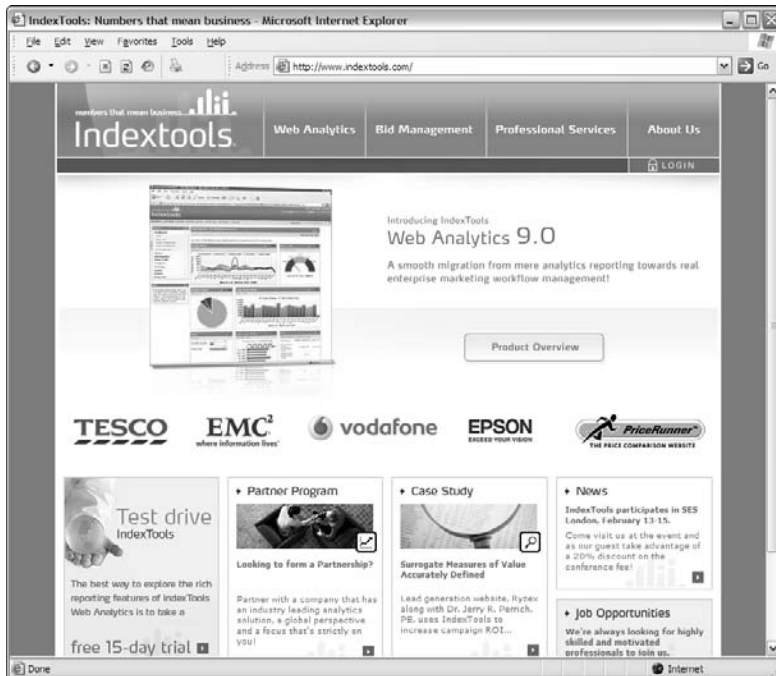 IndexTools: Numbers that mean business - Microsoft Internet Explorer
File Edit View Favorites Tools Help
Address http://www.indextools.com/ Go
numbers that mean business
Indextools
Web Analytics Bid Management Professional Services About Us
LOGIN
Introducing IndexTools
Web Analytics 9.0
A smooth migration from mere analytics reporting towards real
enterprise marketing workflow management!
Product Overview
TESCO
EMC²
where information lives
vodafone
EPSON
EXCEED YOUR VISION
PriceRunner
THE PRICE COMPARISON WEBSITE
Test drive
IndexTools
The best way to explore the rich
reporting features of IndexTools
Web Analytics is to take a
free 15-day trial
Partner Program
Looking to form a Partnership?
Partner with a company that has
an industry leading analytics
solution, a global perspective
and a focus that's strictly on
you!
Case Study
Surrogate Measures of Value
Accurately Defined
Lead generation website, Rytex
along with Dr. Jerry R.
PE, uses IndexTools to
increase campaign ROI...
News
IndexTools participates in SES
London, February 13-15.
Come visit us at the event and
as our guest take advantage of
a 20% discount on the
conference fee!
Job Opportunities
We're always looking for highly
skilled and motivated
professionals to join us.
Done Internet